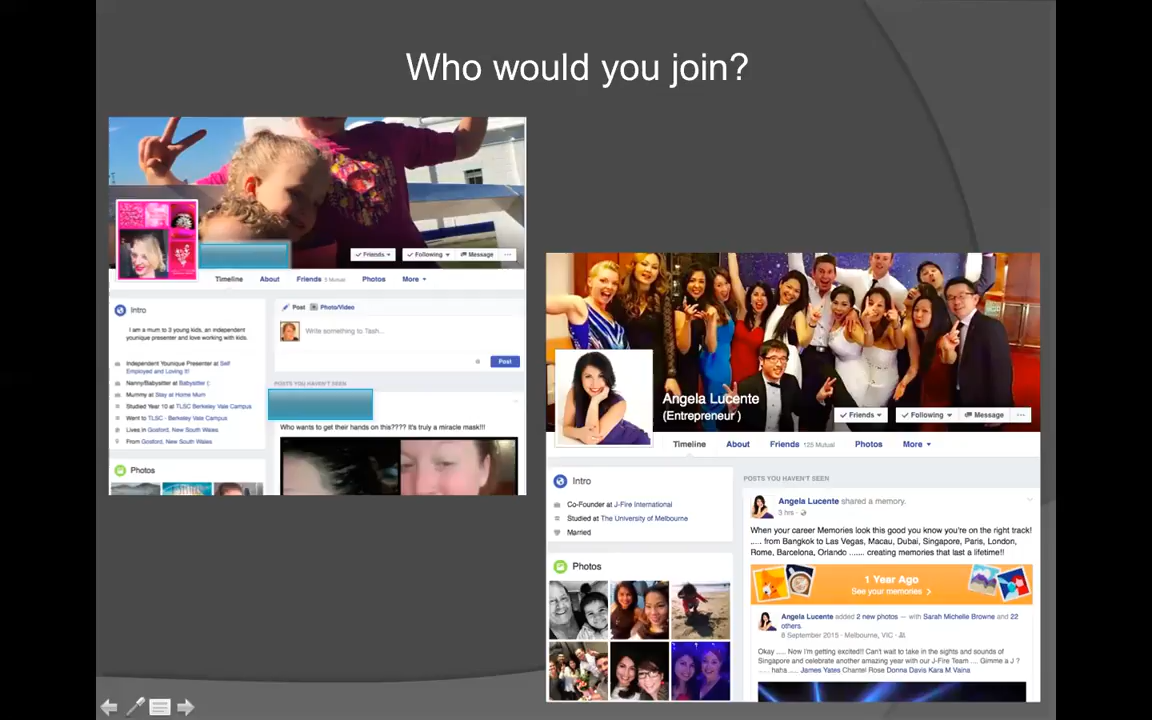 Who would you join?
Friends
Following
Message
Timeline
About
Friends 5 Mutual
Photos
More
Intro
I am a mum to 3 young kids, an independent
younique presenter and love working with kids.
Independent Younique Presenter at Self
Employed and Loving It!
Nanny/Babysitter at Babysitter (:
Mummy at Stay at Home Mum
Studied Year 10 at TLSC Berkeley Vale Campus
Went to TLSC - Berkeley Vale Campus
Lives in Gosford, New South Wales
From Gosford, New South Wales
Photos
Post
Photo/Video
Write something to Tash...
Post
POSTS YOU HAVEN'T SEEN
Who wants to get their hands on this???? It's truly a miracle mask!!!
Angela Lucente
(Entrepreneur )
Friends
Following
Message
Timeline
About
Friends 125 Mutual
Photos
More
Intro
Co-Founder at J-Fire International
Studied at The University of Melbourne
Married
Photos
POSTS YOU HAVEN'T SEEN
Angela Lucente shared a memory.
3 hrs
When your career Memories look this good you know you're on the right track!
..... from Bangkok to Las Vegas, Macau, Dubai, Singapore, Paris, London,
Rome, Barcelona, Orlando ....... creating memories that last a lifetime!!
1 Year Ago
See your memories
Angela Lucente added 2 new photos — with Sarah Michelle Browne and 22
others.
8 September 2015 · Melbourne, VIC
Okay ..... Now I'm getting excited!! Can't wait to take in the sights and sounds of
Singapore and celebrate another amazing year with our J-Fire Team .... Gimme a J ?
..... haha ..... James Yates Chantel Rose Donna Davis Kara M Vaina